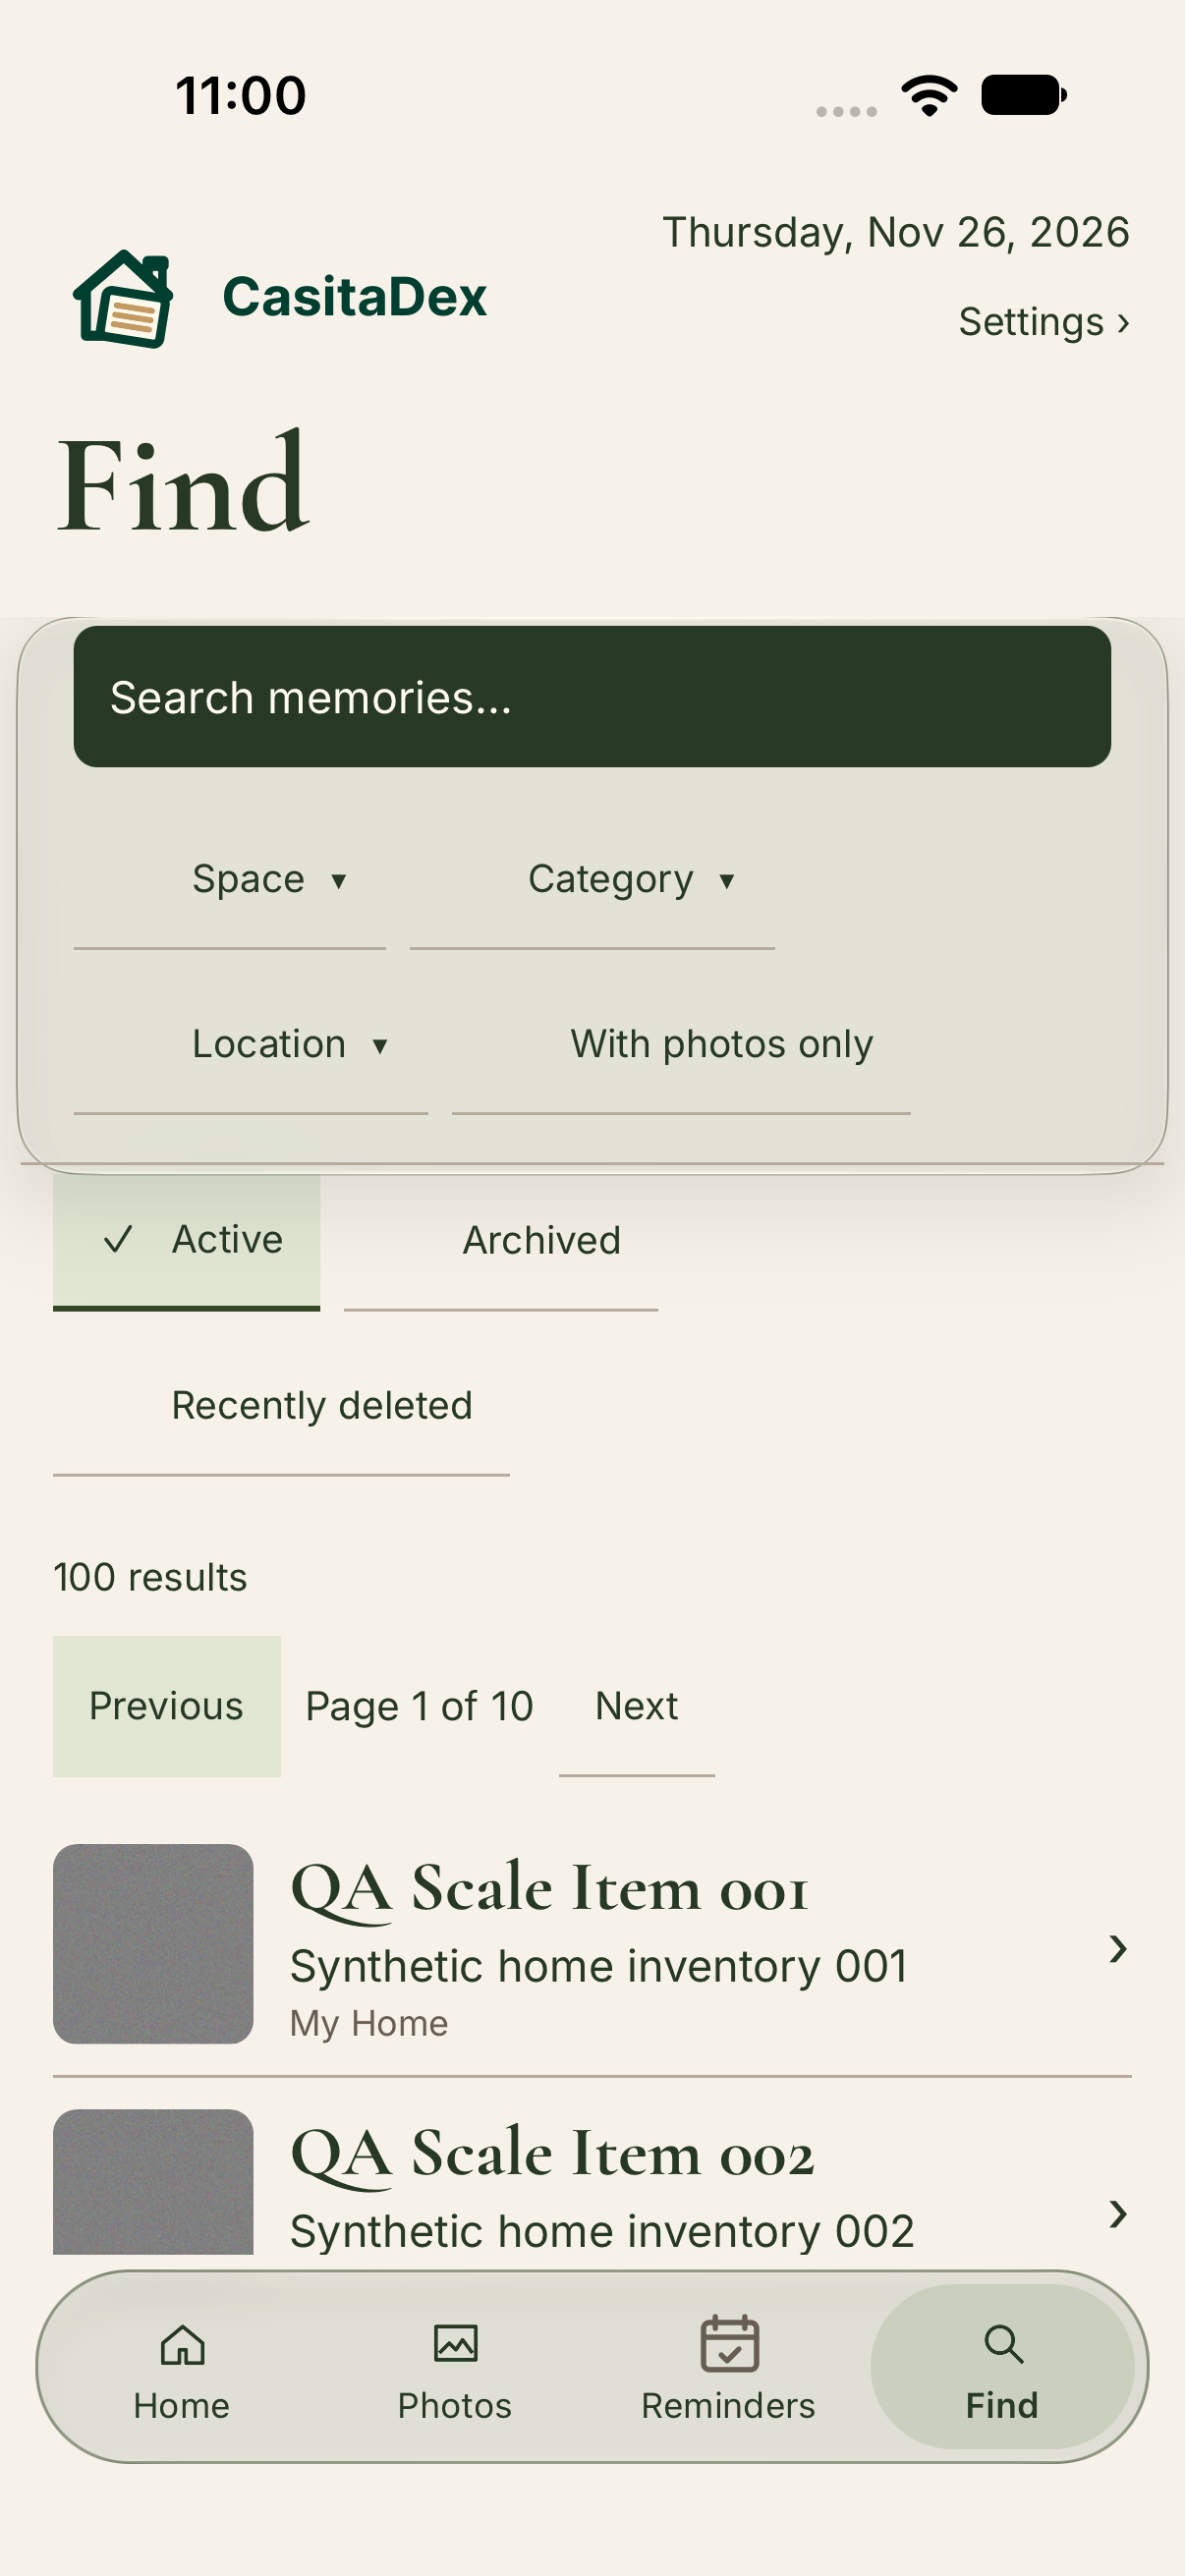 11:00
Thursday, Nov 26, 2026
CasitaDex
Settings ›
Find
Search memories...
Space ▾ Category ▾
Location ▾ With photos only
✓ Active Archived
Recently deleted
100 results
Previous Page 1 of 10 Next
QA Scale Item 001
Synthetic home inventory 001
My Home
QA Scale Item 002
Synthetic home inventory 002
Home Photos Reminders Find